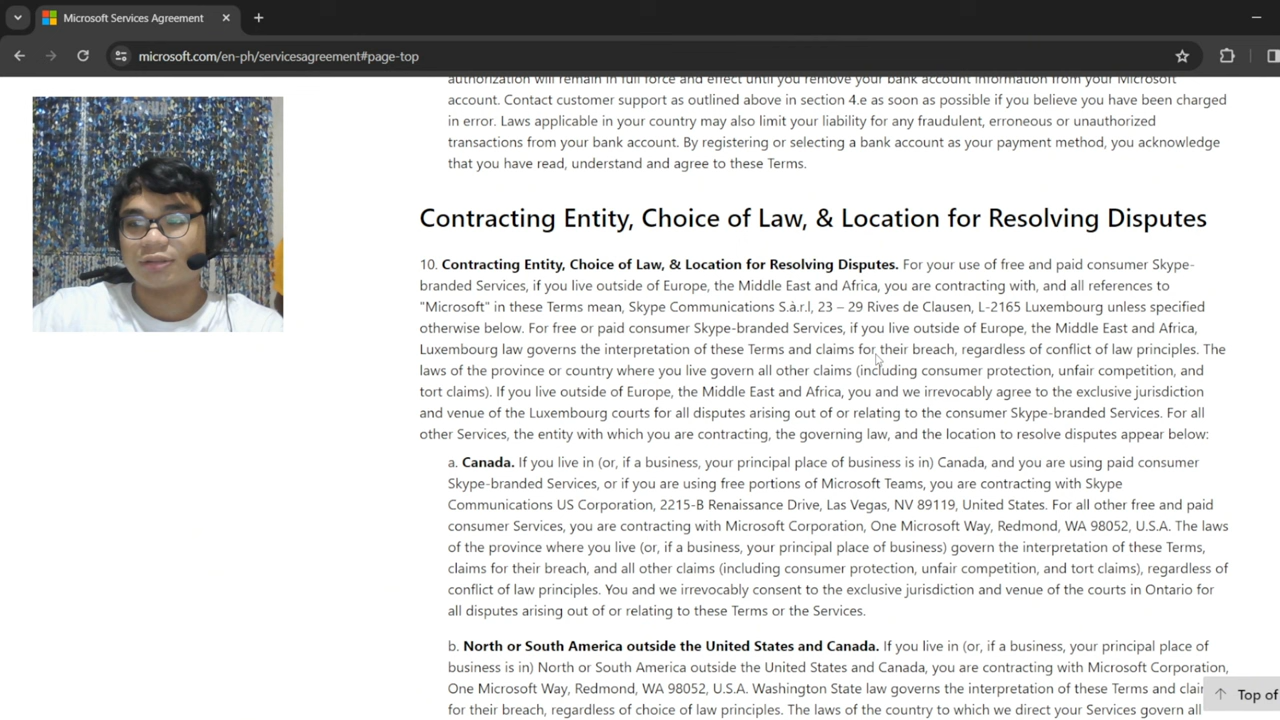 Microsoft Services Agreement
microsoft.com/en-ph/servicesagreement#page-top
authorization will remain in full force and effect until you remove your bank account information from your Microsoft
account. Contact customer support as outlined above in section 4.e as soon as possible if you believe you have been charged
in error. Laws applicable in your country may also limit your liability for any fraudulent, erroneous or unauthorized
transactions from your bank account. By registering or selecting a bank account as your payment method, you acknowledge
that you have read, understand and agree to these Terms.
Contracting Entity, Choice of Law, & Location for Resolving Disputes
10. Contracting Entity, Choice of Law, & Location for Resolving Disputes. For your use of free and paid consumer Skype-
branded Services, if you live outside of Europe, the Middle East and Africa, you are contracting with, and all references to
"Microsoft" in these Terms mean, Skype Communications S.à.r.l, 23 – 29 Rives de Clausen, L-2165 Luxembourg unless specified
otherwise below. For free or paid consumer Skype-branded Services, if you live outside of Europe, the Middle East and Africa,
Luxembourg law governs the interpretation of these Terms and claims for their breach, regardless of conflict of law principles. The
laws of the province or country where you live govern all other claims (including consumer protection, unfair competition, and
tort claims). If you live outside of Europe, the Middle East and Africa, you and we irrevocably agree to the exclusive jurisdiction
and venue of the Luxembourg courts for all disputes arising out of or relating to the consumer Skype-branded Services. For all
other Services, the entity with which you are contracting, the governing law, and the location to resolve disputes appear below:
a. Canada. If you live in (or, if a business, your principal place of business is in) Canada, and you are using paid consumer
Skype-branded Services, or if you are using free portions of Microsoft Teams, you are contracting with Skype
Communications US Corporation, 2215-B Renaissance Drive, Las Vegas, NV 89119, United States. For all other free and paid
consumer Services, you are contracting with Microsoft Corporation, One Microsoft Way, Redmond, WA 98052, U.S.A. The laws
of the province where you live (or, if a business, your principal place of business) govern the interpretation of these Terms,
claims for their breach, and all other claims (including consumer protection, unfair competition, and tort claims), regardless of
conflict of law principles. You and we irrevocably consent to the exclusive jurisdiction and venue of the courts in Ontario for
all disputes arising out of or relating to these Terms or the Services.
b. North or South America outside the United States and Canada. If you live in (or, if a business, your principal place of
business is in) North or South America outside the United States and Canada, you are contracting with Microsoft Corporation,
One Microsoft Way, Redmond, WA 98052, U.S.A. Washington State law governs the interpretation of these Terms and
for their breach, regardless of choice of law principles. The laws of the country to which we direct your Services govern all
Top of